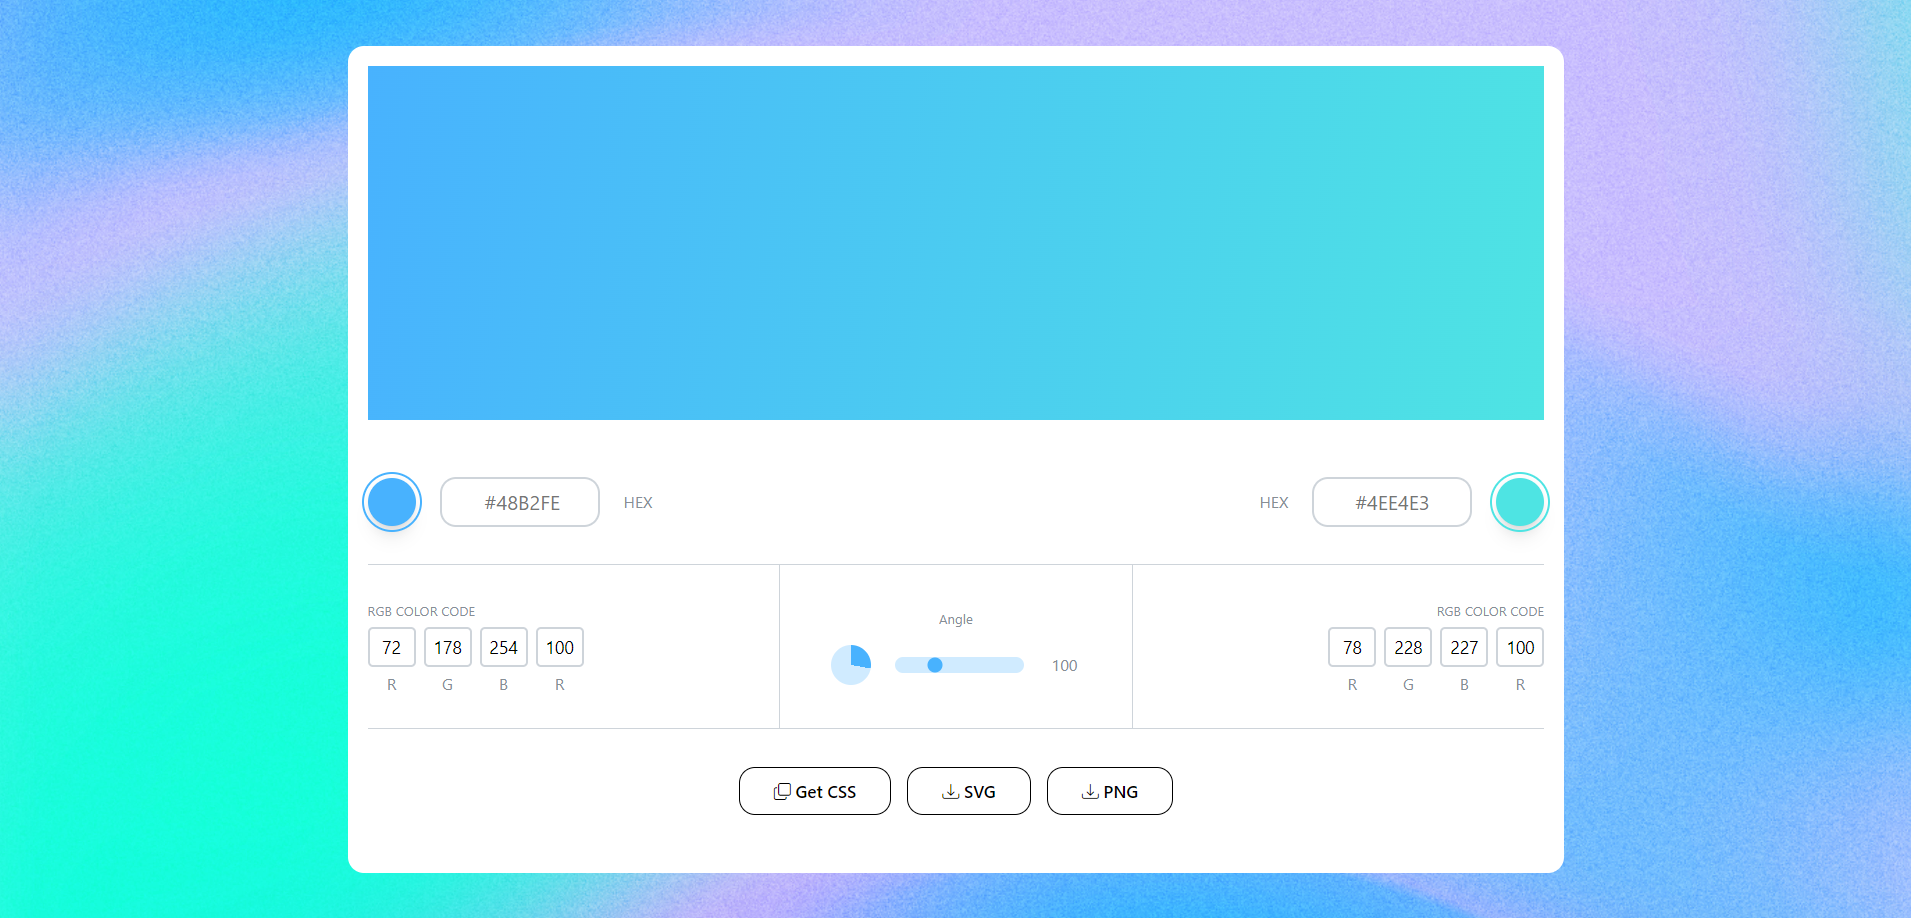 #48B2FE HEX HEX #4EE4E3
RGB COLOR CODE RGB COLOR CODE
Angle
72 178 254 100 78 228 227 100
100
R G B R R G B R
Get CSS SVG PNG